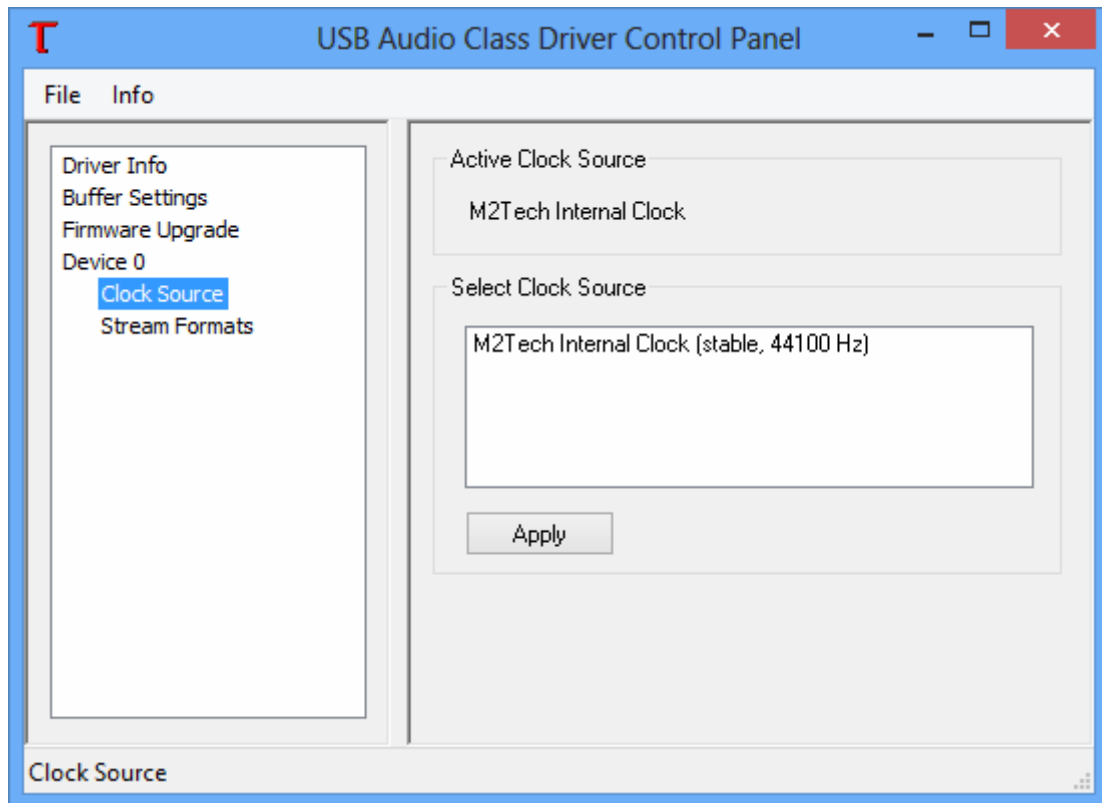 USB Audio Class Driver Control Panel
File Info
Driver Info
Buffer Settings
Firmware Upgrade
Device 0
Clock Source
Stream Formats
Active Clock Source
M2Tech Internal Clock
Select Clock Source
M2Tech Internal Clock (stable, 44100 Hz)
Apply
Clock Source